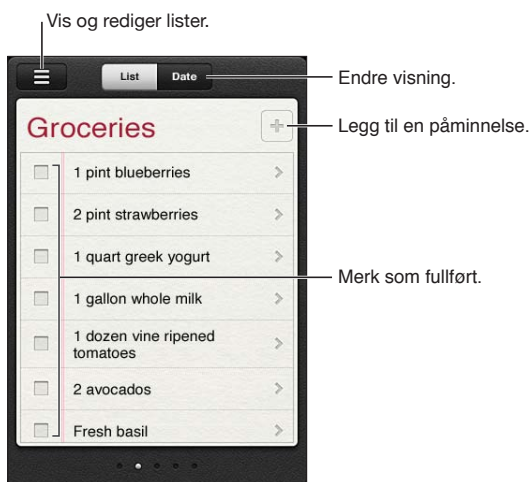 Vis og rediger lister.
List Date
Endre visning.
Groceries
Legg til en påminnelse.
1 pint blueberries
2 pint strawberries
1 quart greek yogurt
Merk som fullført.
1 gallon whole milk
1 dozen vine ripened
tomatoes
2 avocados
Fresh basil